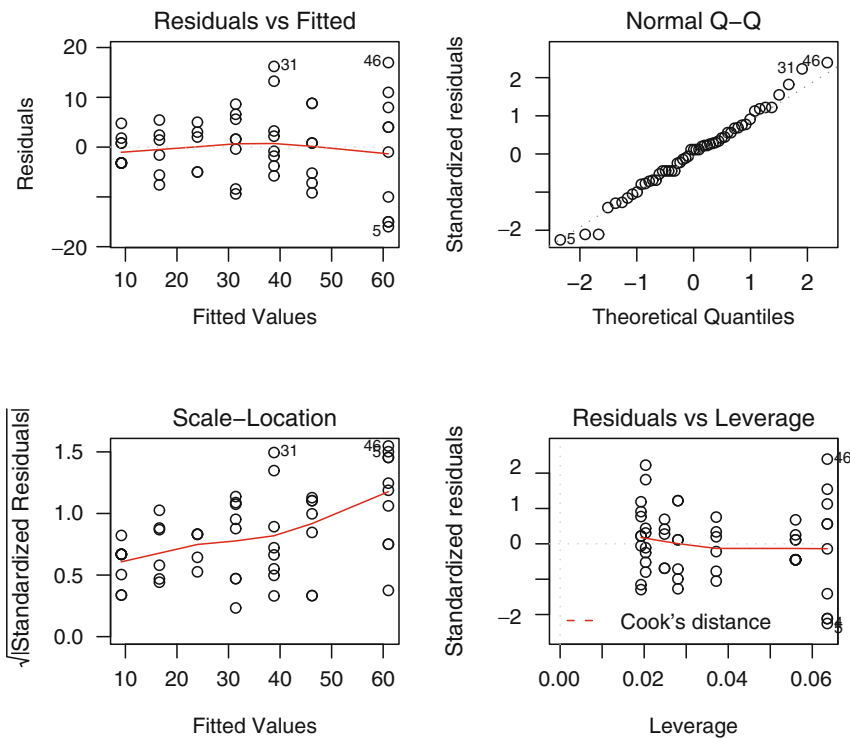 Residuals vs Fitted
Residuals
20
10
0
−20
31
46
5
10 20 30 40 50 60
Fitted Values
Normal Q−Q
Standardized residuals
2
1
0
−2
31
46
5
−2 −1 0 1 2
Theoretical Quantiles
Scale−Location
√|Standardized Residuals|
1.5
1.0
0.5
0.0
31
46
5
10 20 30 40 50 60
Fitted Values
Residuals vs Leverage
Standardized residuals
2
1
0
−2
46
5
Cook's distance
0.00 0.02 0.04 0.06
Leverage